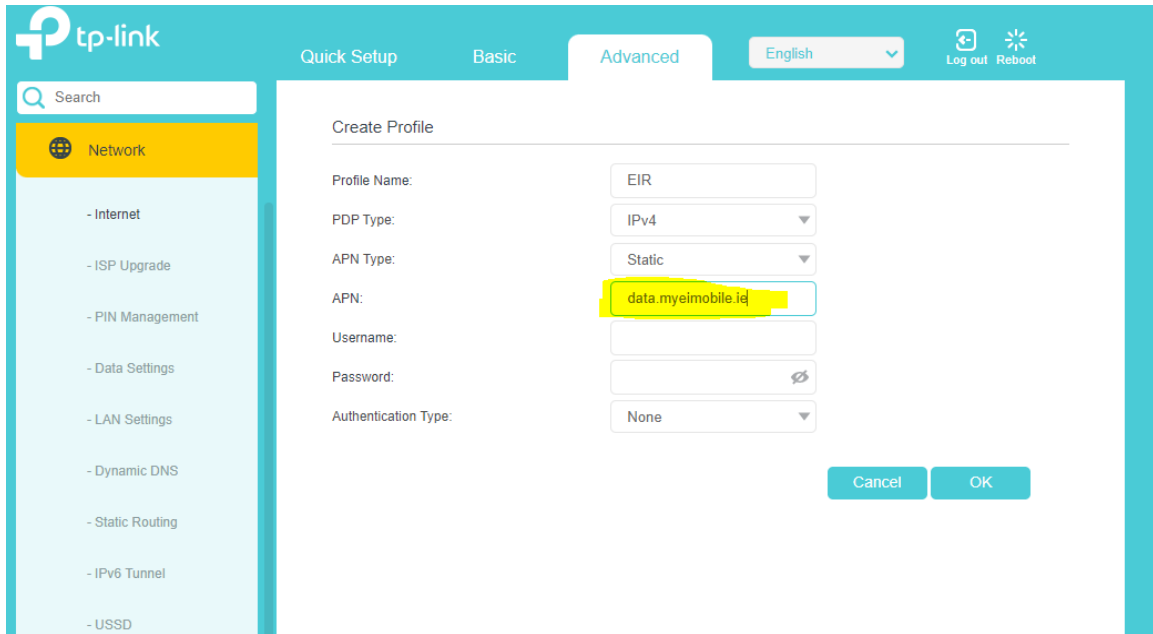 tp-link
Quick Setup Basic Advanced English Log out Reboot
Search
Network
- Internet
- ISP Upgrade
- PIN Management
- Data Settings
- LAN Settings
- Dynamic DNS
- Static Routing
- IPv6 Tunnel
- USSD
Create Profile
Profile Name: EIR
PDP Type: IPv4
APN Type: Static
APN: data.myeimobile.ie
Username:
Password:
Authentication Type: None
Cancel OK